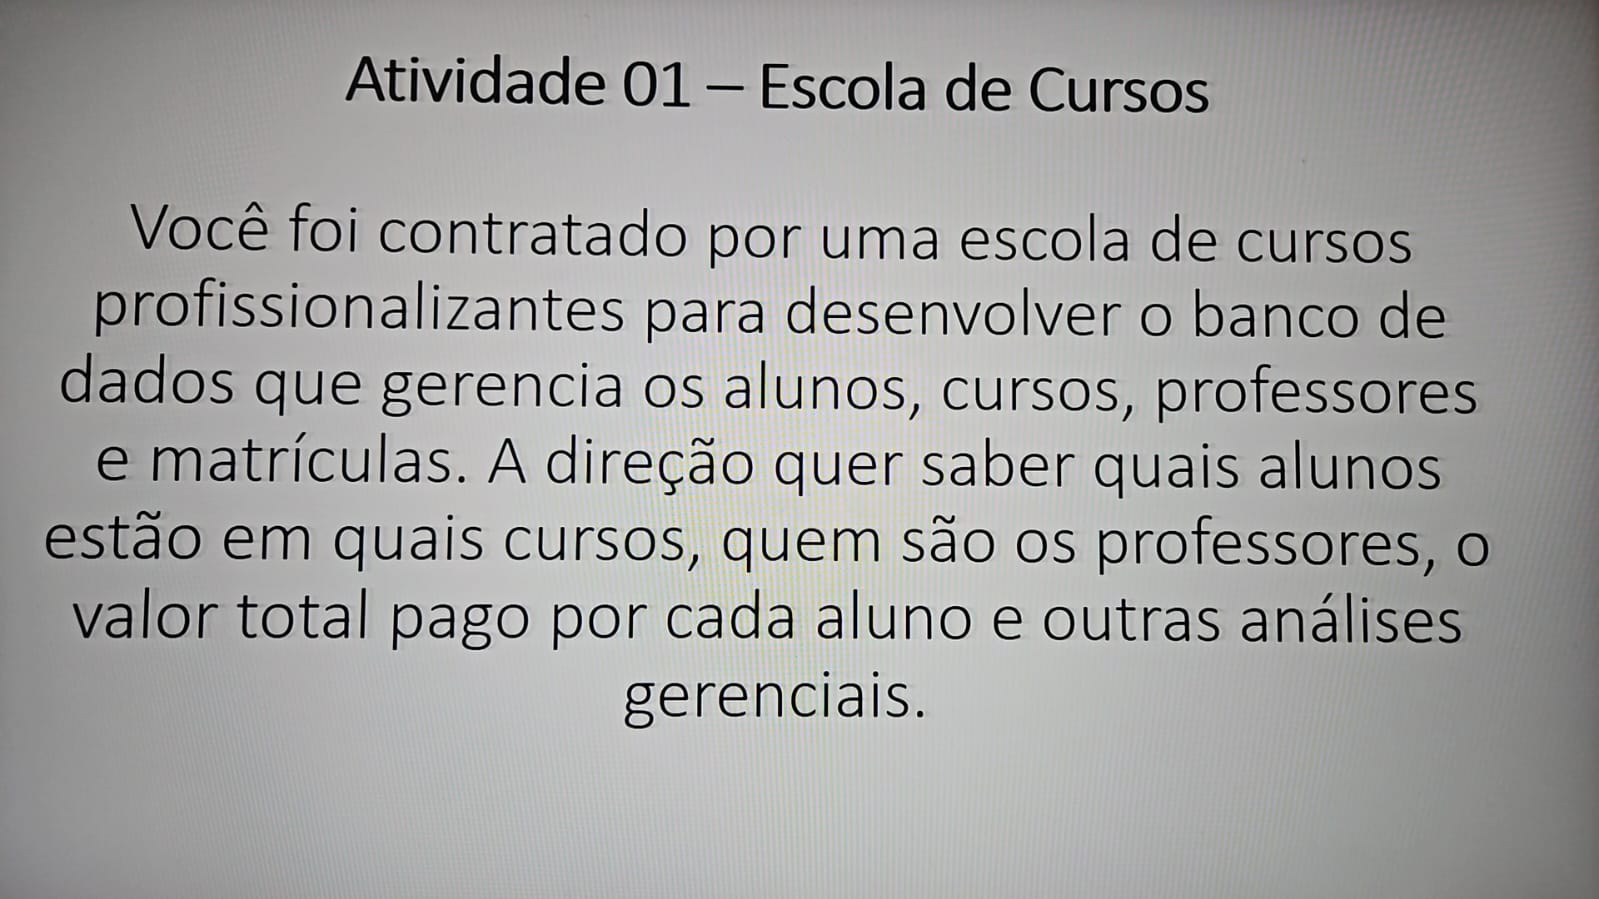 Atividade 01 – Escola de Cursos
Você foi contratado por uma escola de cursos
profissionalizantes para desenvolver o banco de
dados que gerencia os alunos, cursos, professores
e matrículas. A direção quer saber quais alunos
estão em quais cursos, quem são os professores, o
valor total pago por cada aluno e outras análises
gerenciais.